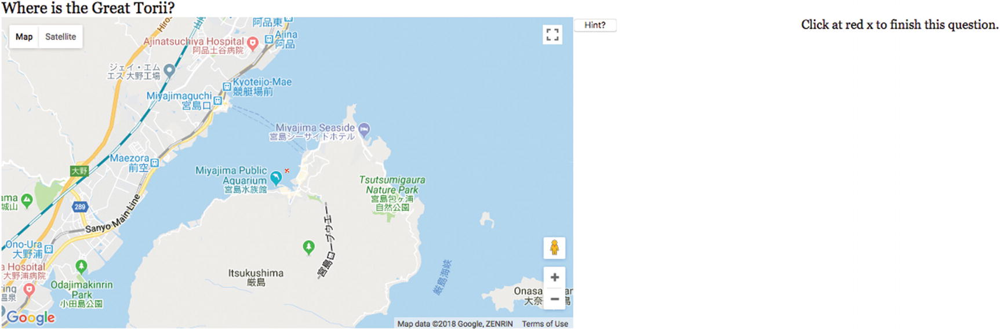 Where is the Great Torii?
Hint?
Click at red x to finish this question.
Map
Satellite
阿品東
Ajina
阿品
Ajinatsuchiya Hospital
阿品土谷病院
ジェイ・エム
エス 大野工場
Kyoteijo-Mae
競艇場前
Miyajimaguchi
宮島口
Miyajima Seaside
宮島シーサイドホテル
Maezora
前空
大野
Miyajima Public
Aquarium
宮島水族館
Tsutsumigaura
Nature Park
宮島包ヶ浦
自然公園
ama
城山
289
Sanyo Main Line
宮島ロープウエー
Ono-Ura
大野浦
a Hospital
大野浦病院
Itsukushima
厳島
厳島海峡
ring
温泉
Odajimakinrin
Park
小田島公園
Onasa
大奈
島
Google
Map data ©2018 Google, ZENRIN
Terms of Use